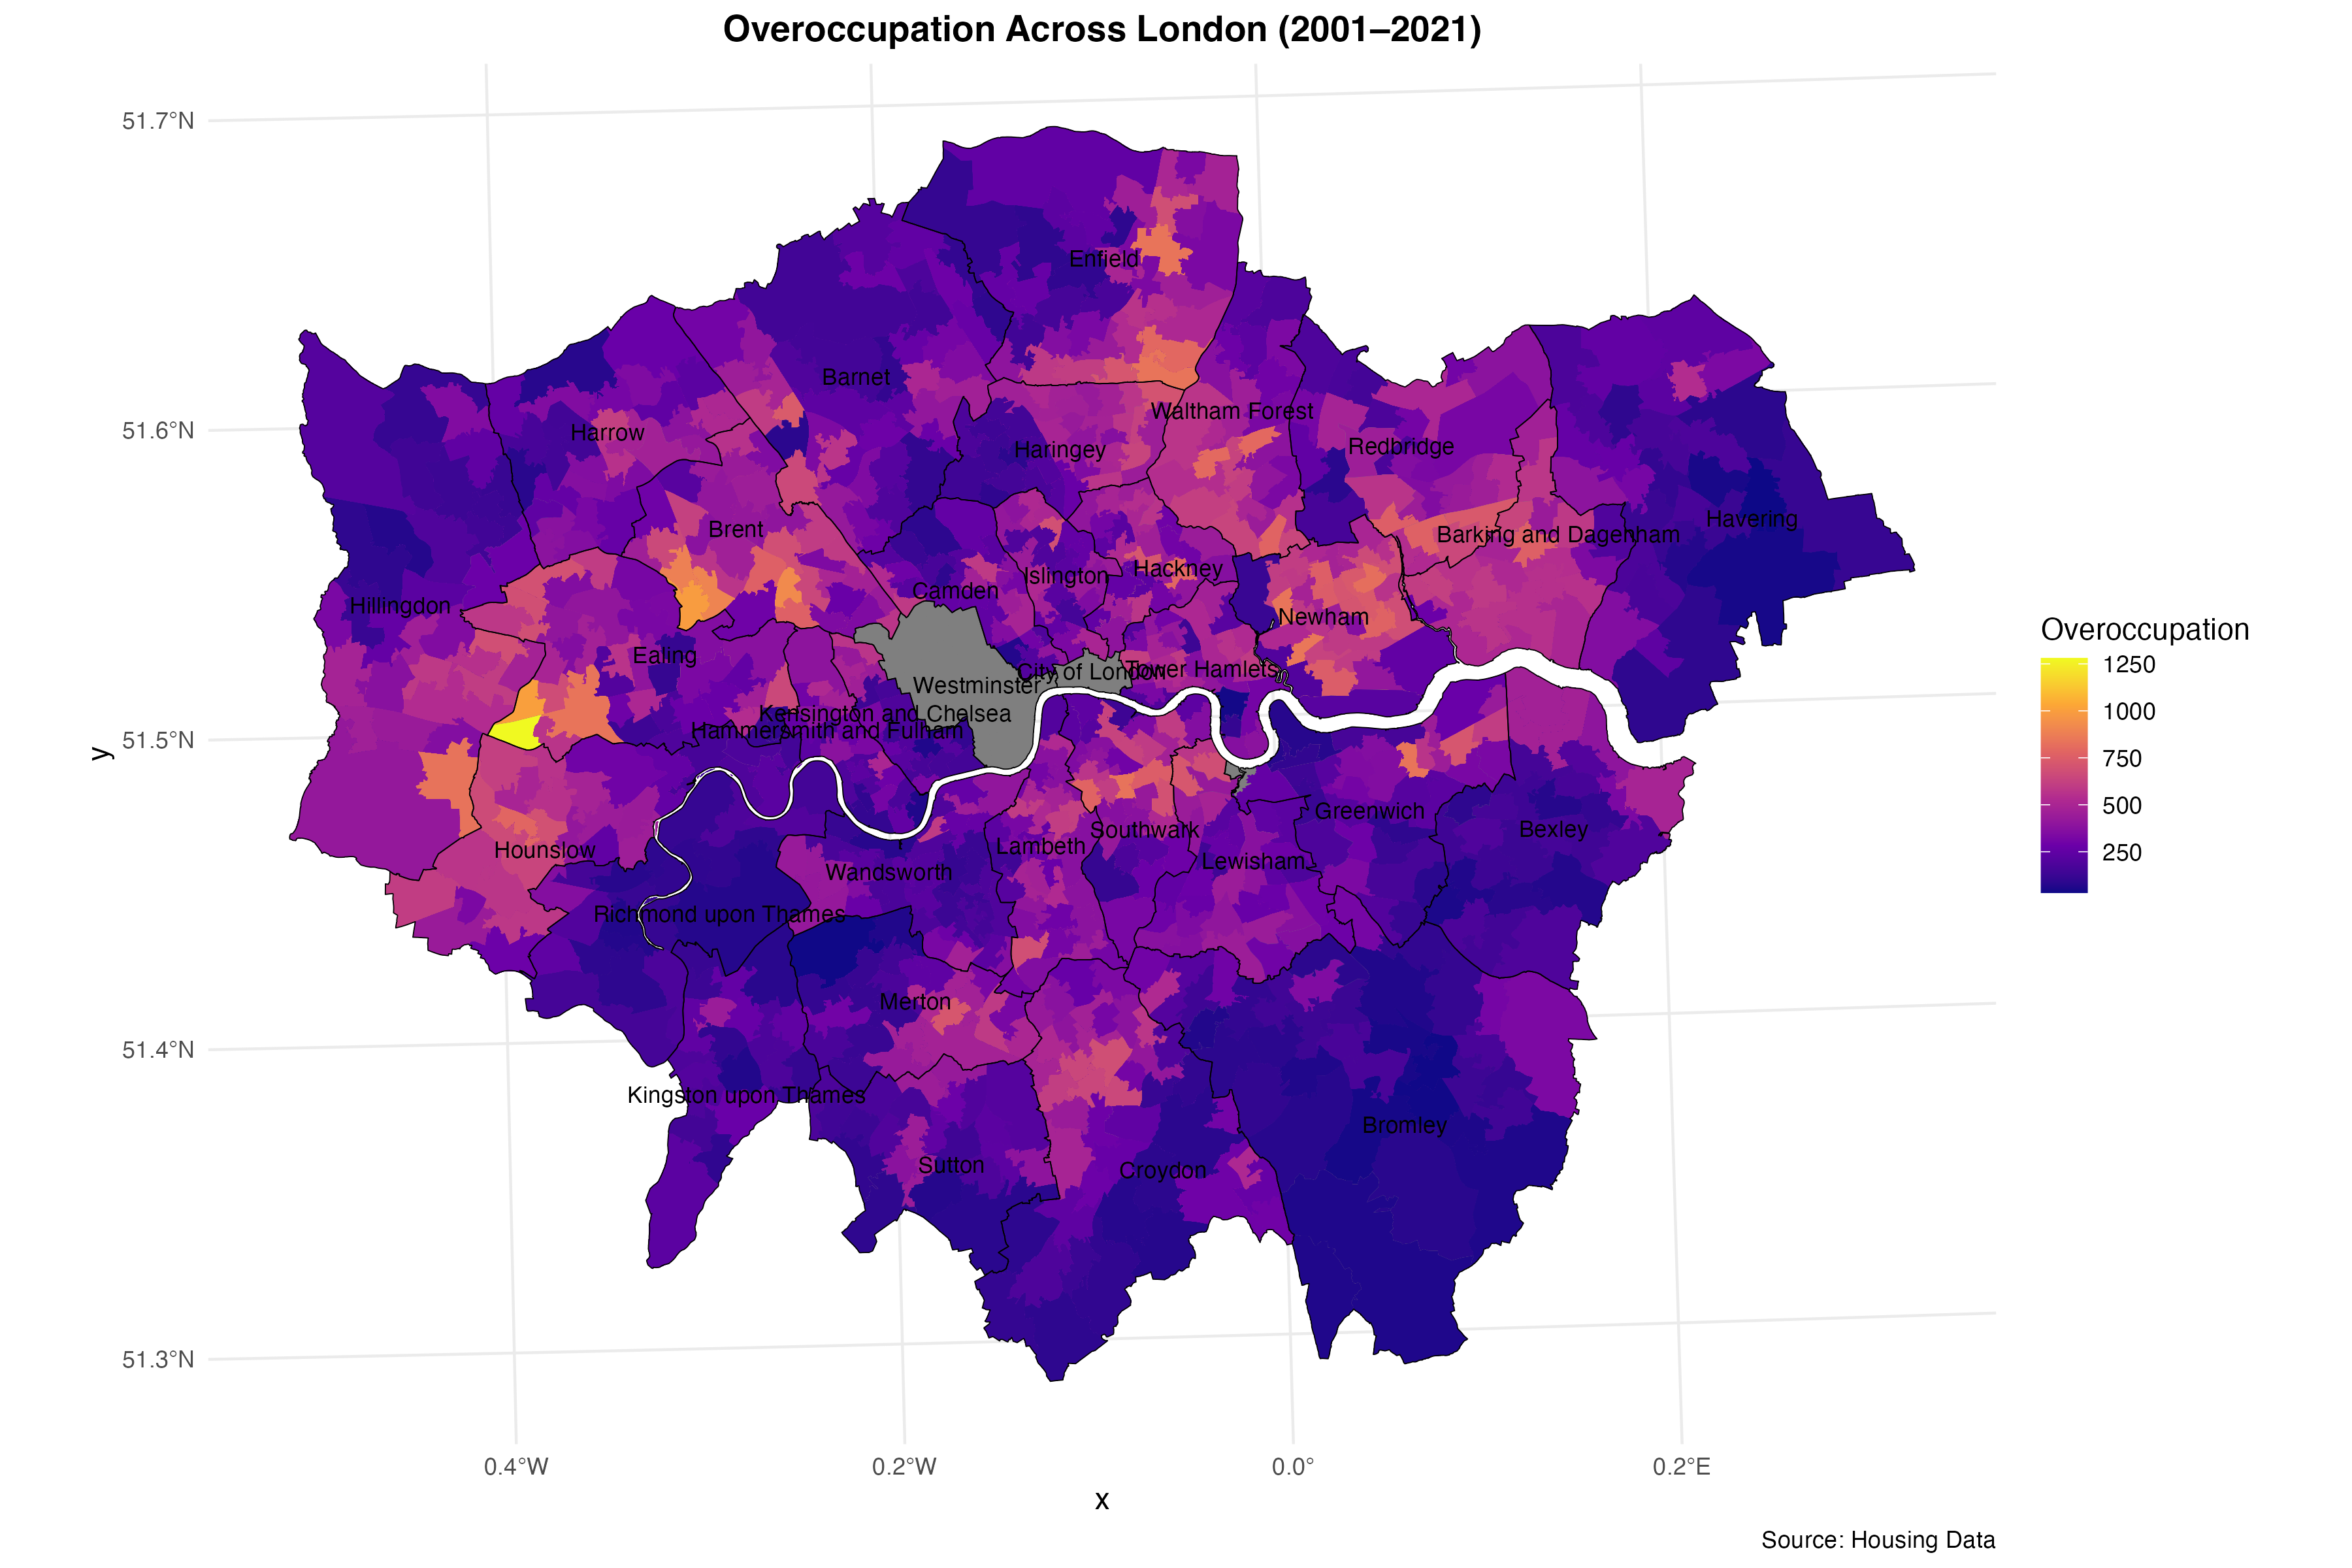 Overoccupation Across London (2001–2021)
51.7°N
51.6°N
51.5°N
51.4°N
51.3°N
y
Enfield
Barnet
Waltham Forest
Harrow
Haringey
Redbridge
Brent
Havering
Barking and Dagenham
Hackney
Islington
Camden
Hillingdon
Newham
Ealing
City of London
Tower Hamlets
Westminster
Kensington and Chelsea
Hammersmith and Fulham
Greenwich
Southwark
Bexley
Lambeth
Hounslow
Lewisham
Wandsworth
Richmond upon Thames
Merton
Kingston upon Thames
Bromley
Sutton
Croydon
Overoccupation
1250
1000
750
500
250
0.4°W
0.2°W
0.0°
0.2°E
x
Source: Housing Data